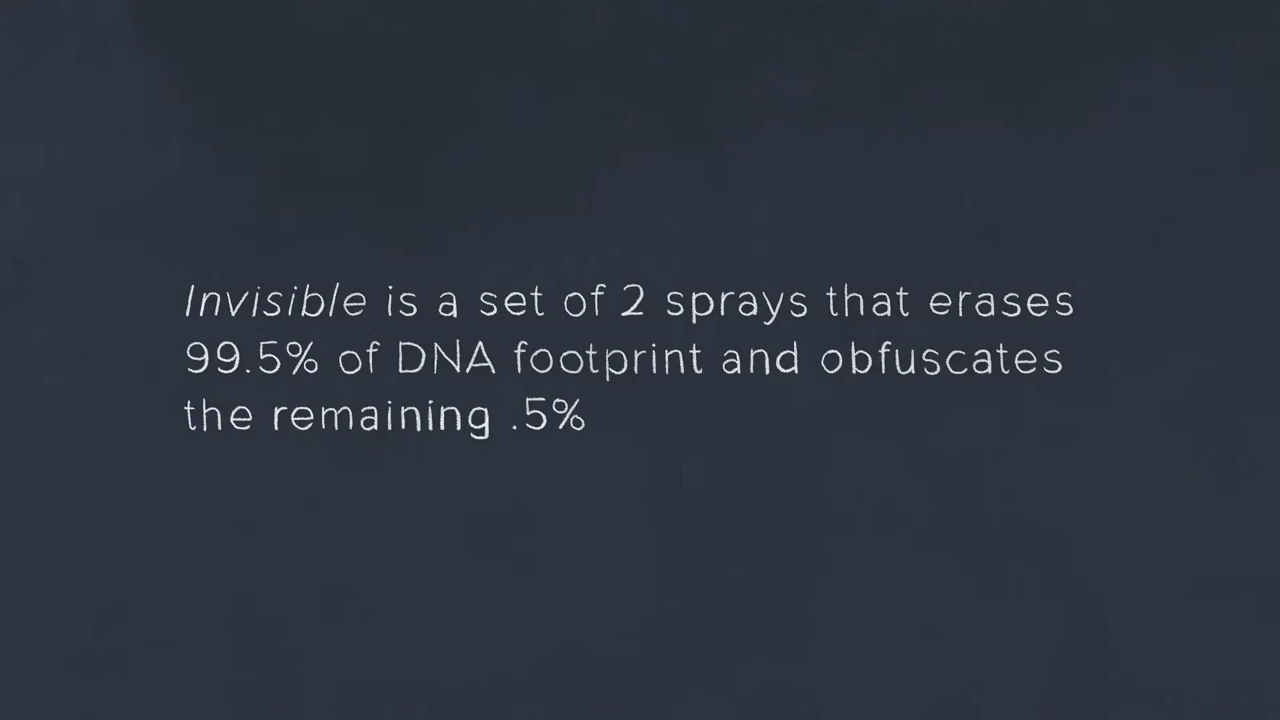 Invisible is a set of 2 sprays that erases
99.5% of DNA footprint and obfuscates
the remaining .5%